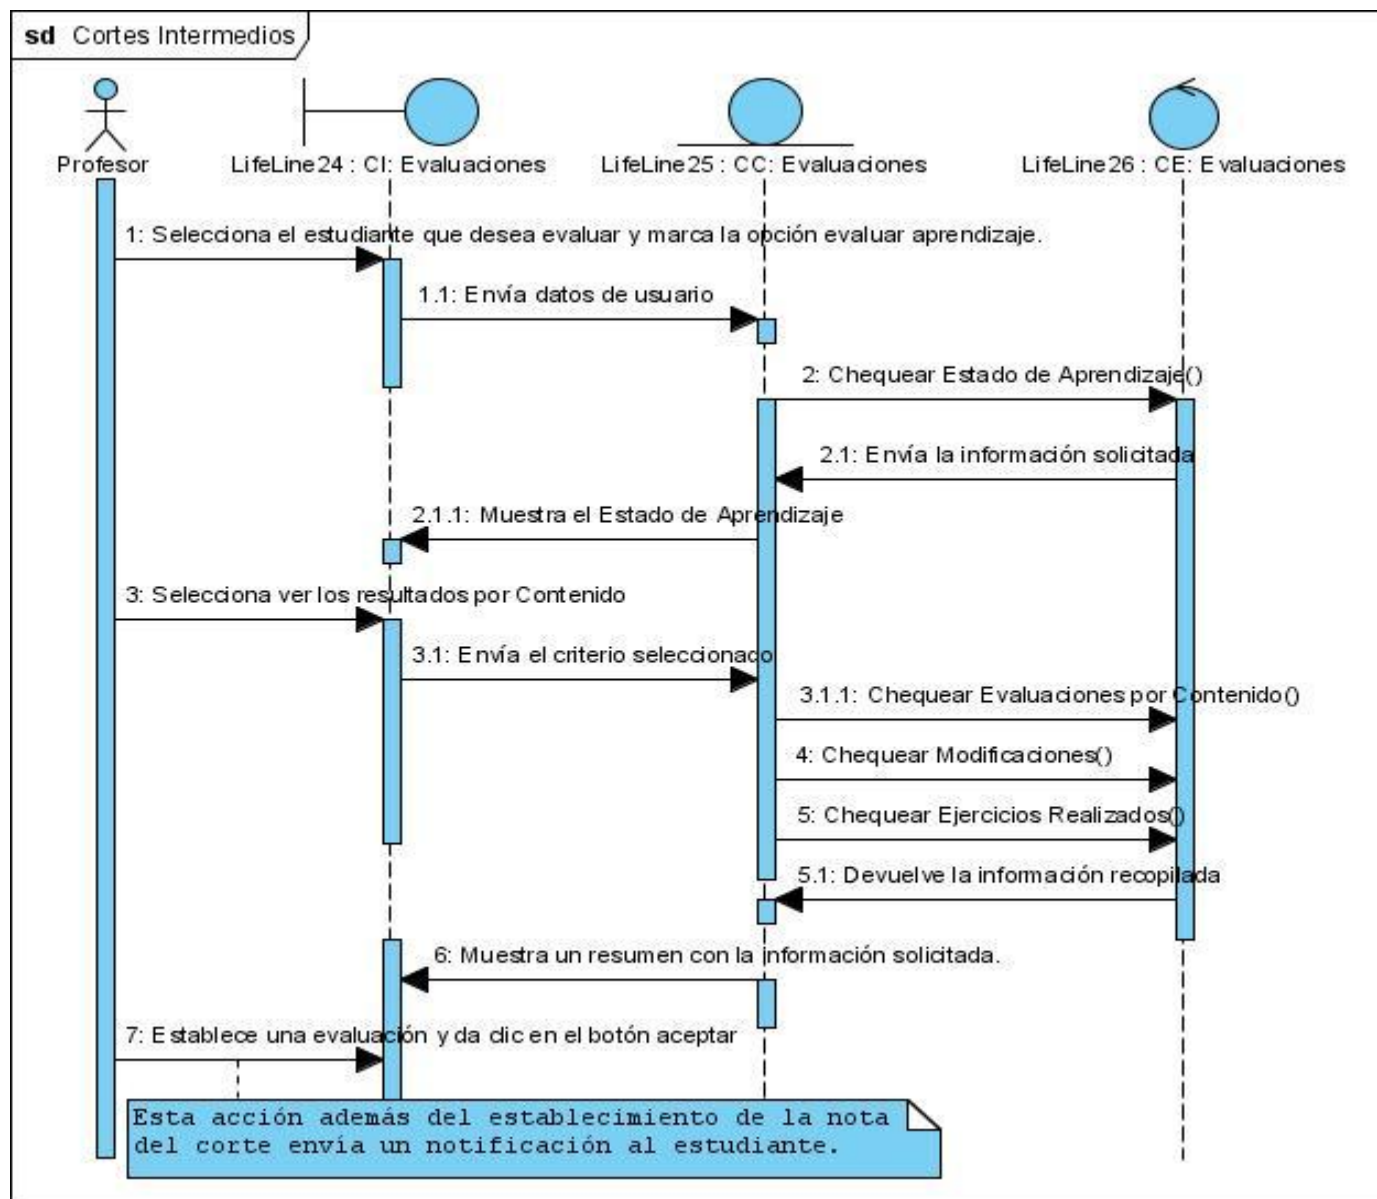 sd Cortes Intermedios
Profesor
LifeLine24 : CI: Evaluaciones
LifeLine25 : CC: Evaluaciones
LifeLine26 : CE: Evaluaciones
1: Selecciona el estudiante que desea evaluar y marca la opción evaluar aprendizaje.
1.1: Envía datos de usuario
2: Chequear Estado de Aprendizaje()
2.1: Envía la información solicitada
2.1.1: Muestra el Estado de Aprendizaje
3: Selecciona ver los resultados por Contenido
3.1: Envía el criterio seleccionado
3.1.1: Chequear Evaluaciones por Contenido()
4: Chequear Modificaciones()
5: Chequear Ejercicios Realizados()
5.1: Devuelve la información recopilada
6: Muestra un resumen con la información solicitada.
7: Establece una evaluación y da clic en el botón aceptar
Esta acción además del establecimiento de la nota
del corte envía un notificación al estudiante.